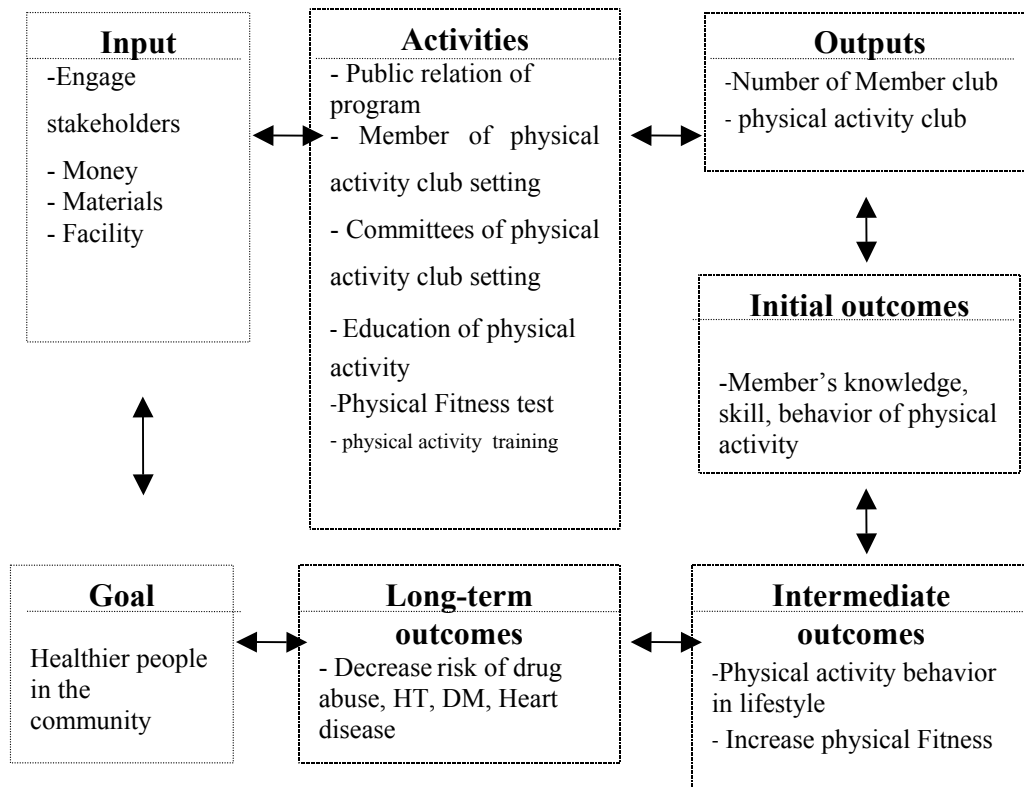 Input
-Engage
stakeholders
- Money
- Materials
- Facility
Activities
- Public relation of
program
- Member of physical
activity club setting
- Committees of physical
activity club setting
- Education of physical
activity
-Physical Fitness test
- physical activity training
Outputs
-Number of Member club
- physical activity club
Initial outcomes
-Member’s knowledge,
skill, behavior of physical
activity
Intermediate
outcomes
-Physical activity behavior
in lifestyle
- Increase physical Fitness
Long-term
outcomes
- Decrease risk of drug
abuse, HT, DM, Heart
disease
Goal
Healthier people
in the
community